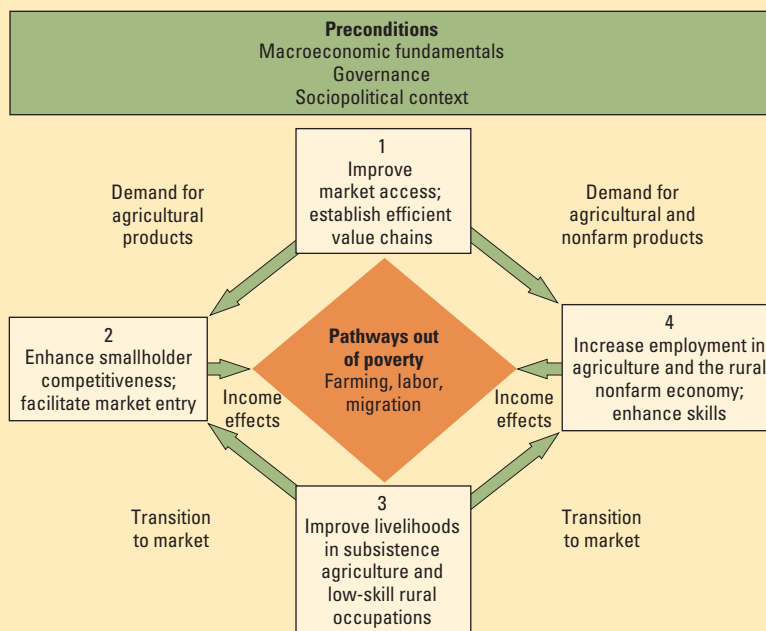 Preconditions
Macroeconomic fundamentals
Governance
Sociopolitical context
1
Improve
market access;
establish efficient
value chains
Demand for
agricultural
products
Demand for
agricultural and
nonfarm products
2
Enhance smallholder
competitiveness;
facilitate market entry
Pathways out
of poverty
Farming, labor,
migration
4
Increase employment in
agriculture and the rural
nonfarm economy;
enhance skills
Income
effects
Income
effects
Transition
to market
3
Improve livelihoods
in subsistence
agriculture and
low-skill rural
occupations
Transition
to market